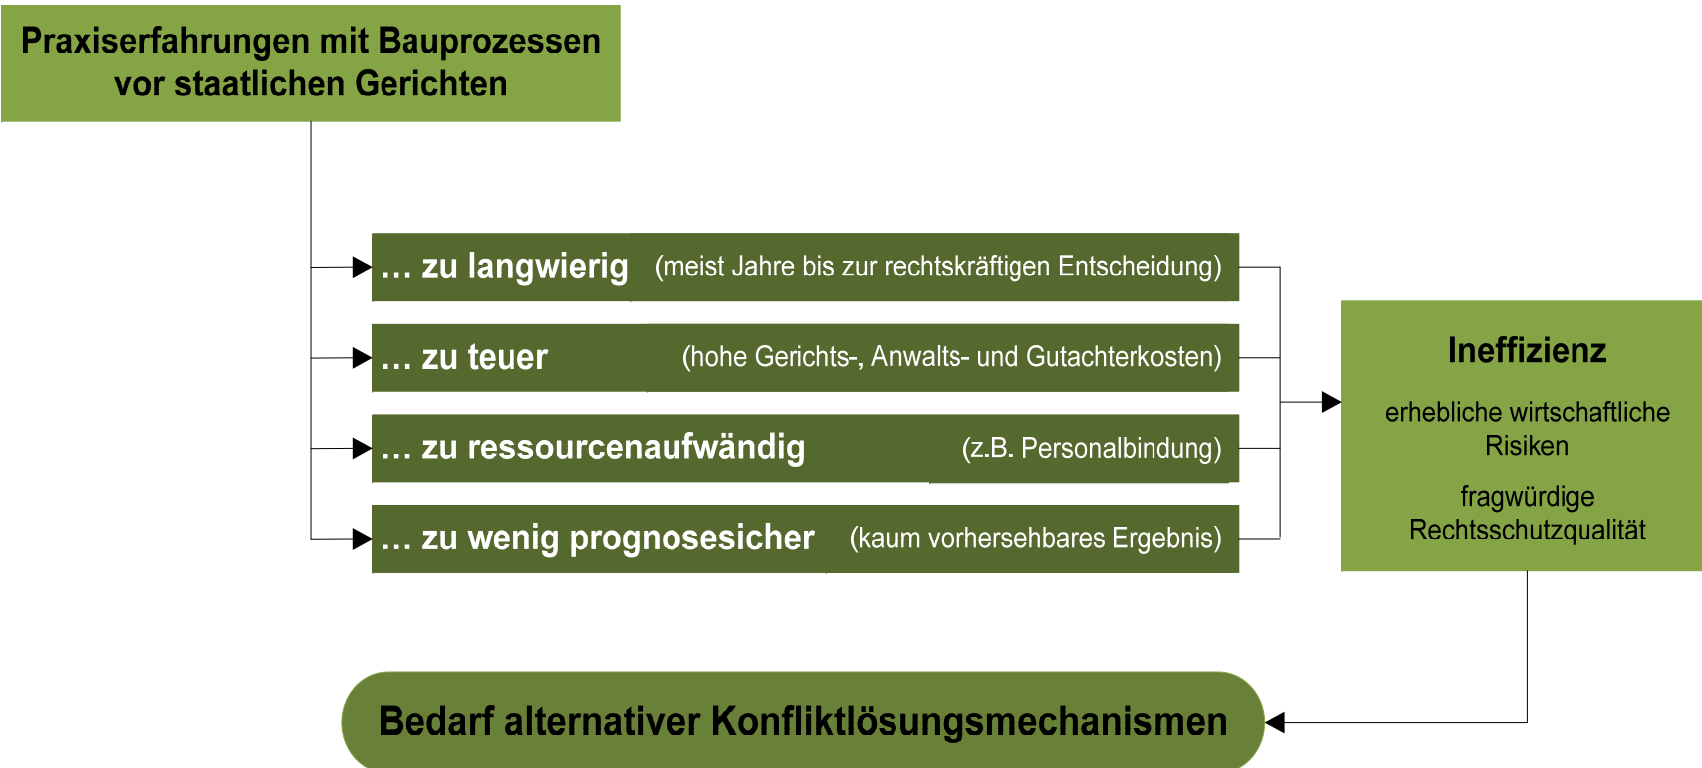 Praxiserfahrungen mit Bauprozessen
vor staatlichen Gerichten
... zu langwierig (meist Jahre bis zur rechtskräftigen Entscheidung)
... zu teuer (hohe Gerichts-, Anwalts- und Gutachterkosten)
... zu ressourcenaufwändig (z.B. Personalbindung)
... zu wenig prognosesicher (kaum vorhersehbares Ergebnis)
Ineffizienz
erhebliche wirtschaftliche
Risiken
fragwürdige
Rechtsschutzqualität
Bedarf alternativer Konfliktlösungsmechanismen